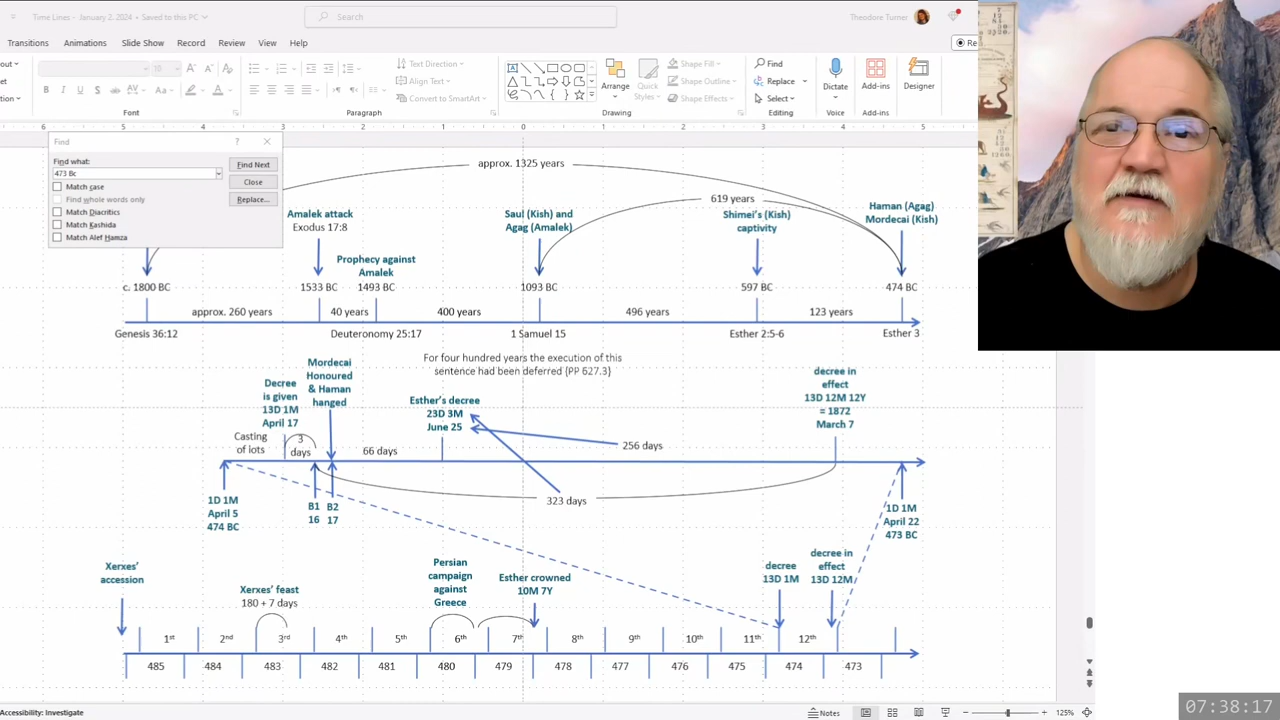 Time Lines - January 2, 2024 • Saved to this PC
Search
Theodore Turner
Transitions Animations Slide Show Record Review View Help
Text Direction
Align Text
Convert to SmartArt
Arrange
Quick Styles
Shape Fill
Shape Outline
Shape Effects
Find
Replace
Select
Dictate
Add-ins
Designer
Font Paragraph Drawing Editing Voice Add-ins
6 5 4 3 2 1 0 1 2 3 4 5
Find
? ×
Find what:
473 Bc
Find Next
Match case
Close
Find whole words only
Replace...
Match Diacritics
Match Kashida
Match Alef Hamza
approx. 1325 years
619 years
Amalek attack
Exodus 17:8
Saul (Kish) and
Agag (Amalek)
Shimei's (Kish)
captivity
Haman (Agag)
Mordecai (Kish)
Prophecy against
Amalek
c. 1800 BC 1533 BC 1493 BC 1093 BC 597 BC 474 BC
approx. 260 years 40 years 400 years 496 years 123 years
Genesis 36:12 Deuteronomy 25:17 1 Samuel 15 Esther 2:5-6 Esther 3
For four hundred years the execution of this
sentence had been deferred {PP 627.3}
Mordecai
Honoured
& Haman
hanged
Decree
is given
13D 1M
April 17
Esther's decree
23D 3M
June 25
decree in
effect
13D 12M 12Y
= 1872
March 7
Casting
of lots
3
days
66 days
256 days
323 days
1D 1M
April 5
474 BC
B1
16
B2
17
1D 1M
April 22
473 BC
Xerxes'
accession
Xerxes' feast
180 + 7 days
Persian
campaign
against
Greece
Esther crowned
10M 7Y
decree
13D 1M
decree in
effect
13D 12M
1st 2nd 3rd 4th 5th 6th 7th 8th 9th 10th 11th 12th
485 484 483 482 481 480 479 478 477 476 475 474 473
Accessibility: Investigate
Notes
125%
07:38:17